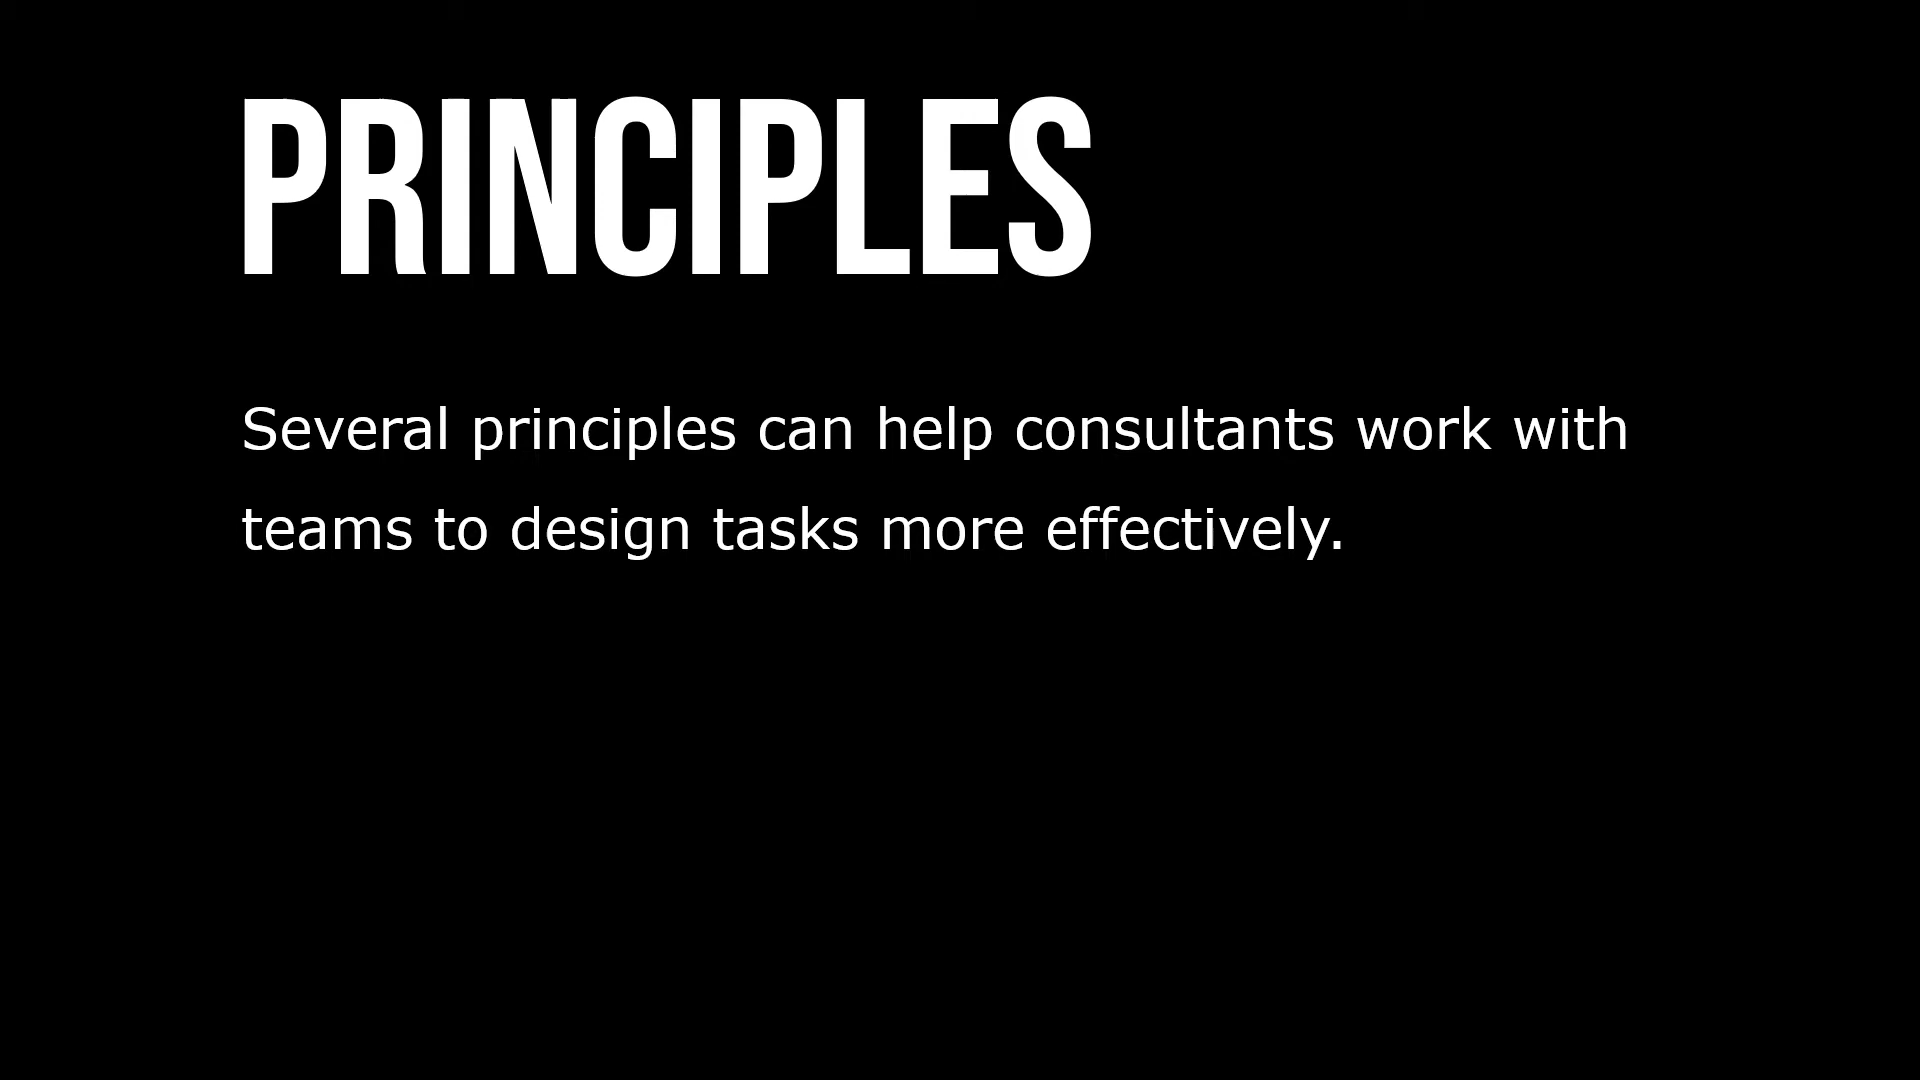 PRINCIPLES
Several principles can help consultants work with
teams to design tasks more effectively.